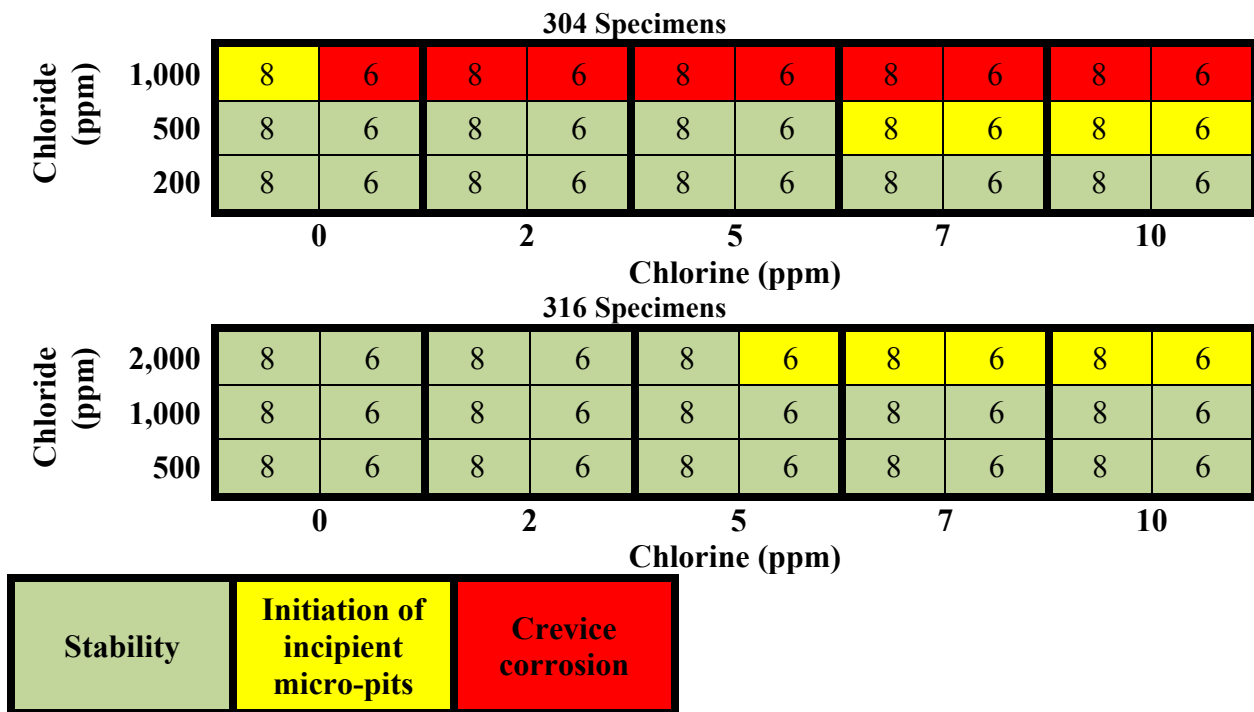 304 Specimens
Chloride
(ppm)
1,000 8 6 8 6 8 6 8 6 8 6
500 8 6 8 6 8 6 8 6 8 6
200 8 6 8 6 8 6 8 6 8 6
0 2 5 7 10
Chlorine (ppm)
316 Specimens
Chloride
(ppm)
2,000 8 6 8 6 8 6 8 6 8 6
1,000 8 6 8 6 8 6 8 6 8 6
500 8 6 8 6 8 6 8 6 8 6
0 2 5 7 10
Chlorine (ppm)
Stability
Initiation of
incipient
micro-pits
Crevice
corrosion